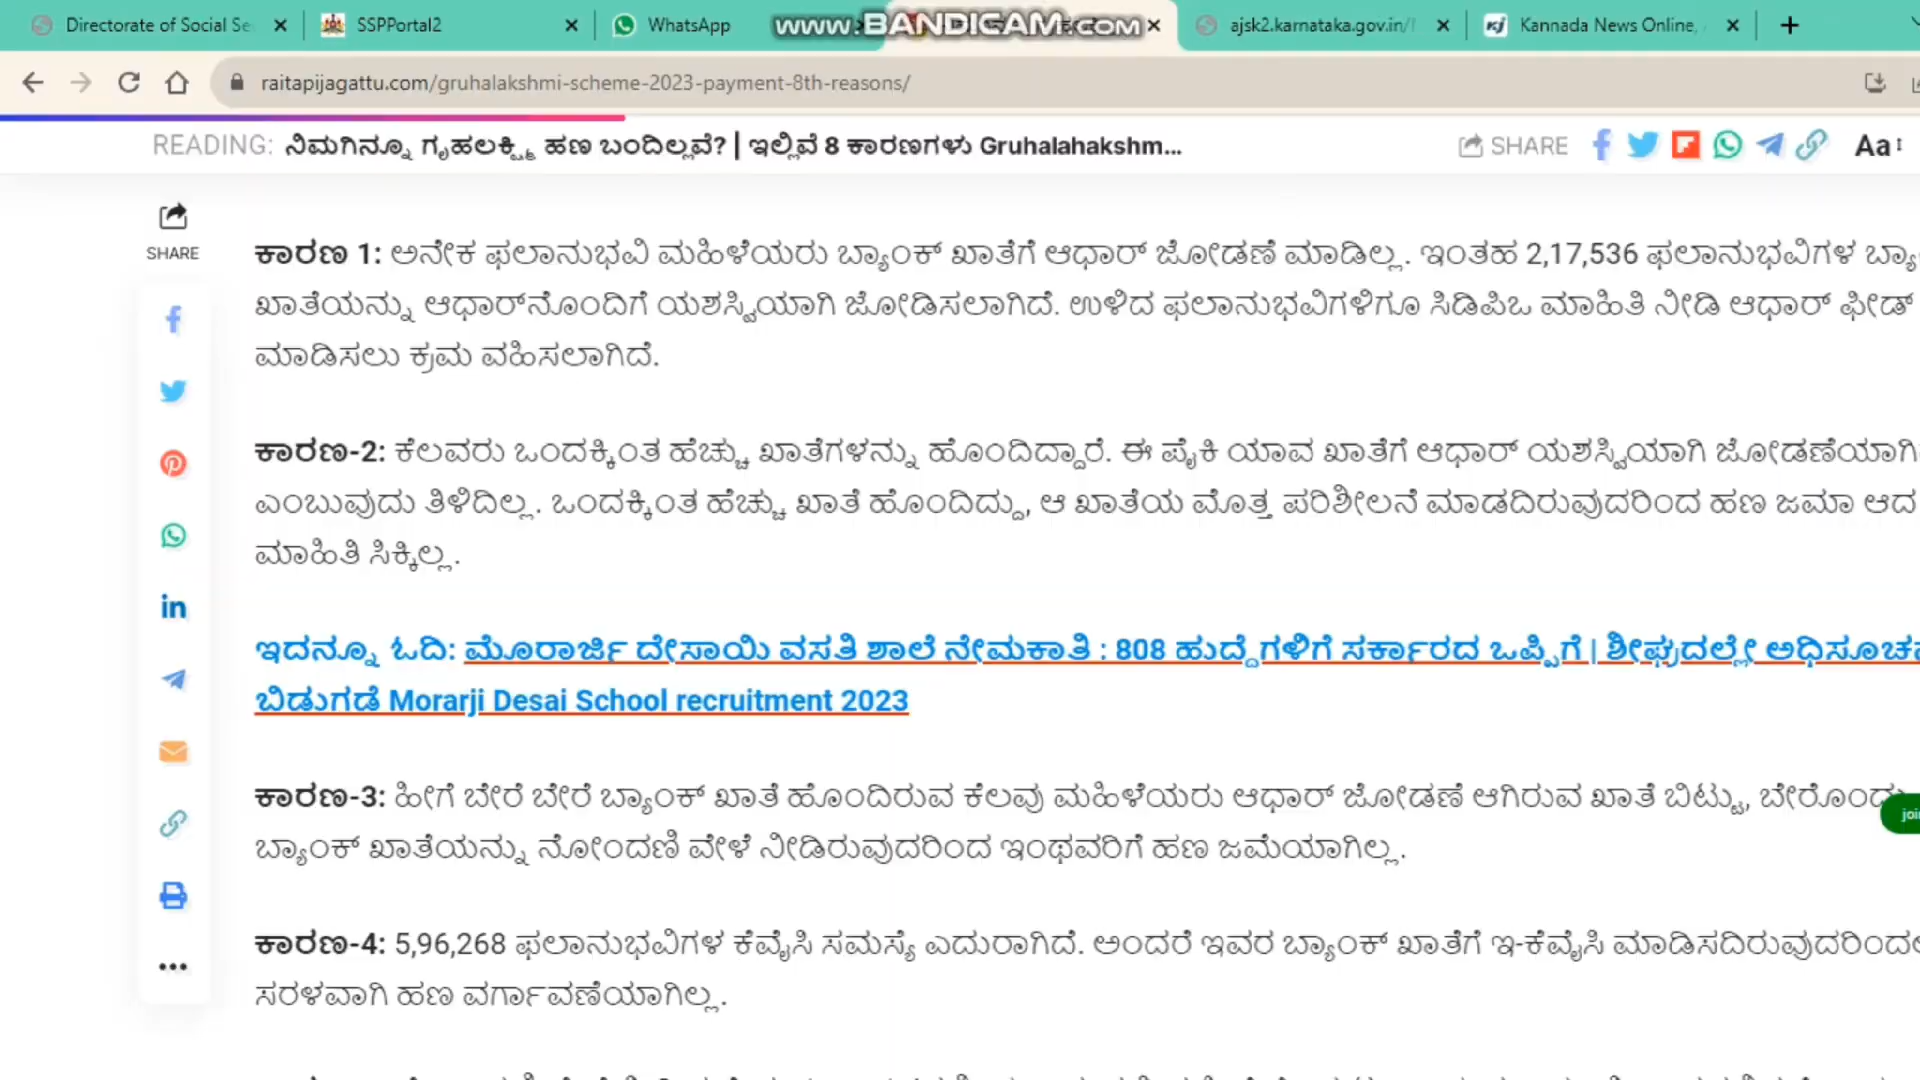 Directorate of Social Se
SSPPortal2
WhatsApp
www.BANDICAM.com
ajsk2.karnataka.gov.in/
Kannada News Online,
raitapijagattu.com/gruhalakshmi-scheme-2023-payment-8th-reasons/
READING: ನಿಮಗಿನ್ನೂ ಗೃಹಲಕ್ಷ್ಮಿ ಹಣ ಬಂದಿಲ್ಲವೆ? | ಇಲ್ಲಿವೆ 8 ಕಾರಣಗಳು Gruhalahakshm...
SHARE
Aa
SHARE
ಕಾರಣ 1: ಅನೇಕ ಫಲಾನುಭವಿ ಮಹಿಳೆಯರು ಬ್ಯಾಂಕ್ ಖಾತೆಗೆ ಆಧಾರ್ ಜೋಡಣೆ ಮಾಡಿಲ್ಲ. ಇಂತಹ 2,17,536 ಫಲಾನುಭವಿಗಳ ಬ್ಯಾ
ಖಾತೆಯನ್ನು ಆಧಾರ್‌ನೊಂದಿಗೆ ಯಶಸ್ವಿಯಾಗಿ ಜೋಡಿಸಲಾಗಿದೆ. ಉಳಿದ ಫಲಾನುಭವಿಗಳಿಗೂ ಸಿಡಿಪಿಒ ಮಾಹಿತಿ ನೀಡಿ ಆಧಾರ್ ಫೀಡ್
ಮಾಡಿಸಲು ಕ್ರಮ ವಹಿಸಲಾಗಿದೆ.
ಕಾರಣ-2: ಕೆಲವರು ಒಂದಕ್ಕಿಂತ ಹೆಚ್ಚು ಖಾತೆಗಳನ್ನು ಹೊಂದಿದ್ದಾರೆ. ಈ ಪೈಕಿ ಯಾವ ಖಾತೆಗೆ ಆಧಾರ್ ಯಶಸ್ವಿಯಾಗಿ ಜೋಡಣೆಯಾಗಿ
ಎಂಬುವುದು ತಿಳಿದಿಲ್ಲ. ಒಂದಕ್ಕಿಂತ ಹೆಚ್ಚು ಖಾತೆ ಹೊಂದಿದ್ದು, ಆ ಖಾತೆಯ ಮೊತ್ತ ಪರಿಶೀಲನೆ ಮಾಡದಿರುವುದರಿಂದ ಹಣ ಜಮಾ ಆದ
ಮಾಹಿತಿ ಸಿಕ್ಕಿಲ್ಲ.
ಇದನ್ನೂ ಓದಿ: ಮೊರಾರ್ಜಿ ದೇಸಾಯಿ ವಸತಿ ಶಾಲೆ ನೇಮಕಾತಿ : 808 ಹುದ್ದೆಗಳಿಗೆ ಸರ್ಕಾರದ ಒಪ್ಪಿಗೆ | ಶೀಘ್ರದಲ್ಲೇ ಅಧಿಸೂಚನ
ಬಿಡುಗಡೆ Morarji Desai School recruitment 2023
ಕಾರಣ-3: ಹೀಗೆ ಬೇರೆ ಬೇರೆ ಬ್ಯಾಂಕ್ ಖಾತೆ ಹೊಂದಿರುವ ಕೆಲವು ಮಹಿಳೆಯರು ಆಧಾರ್ ಜೋಡಣೆ ಆಗಿರುವ ಖಾತೆ ಬಿಟ್ಟು, ಬೇರೊಂದು
join
ಬ್ಯಾಂಕ್ ಖಾತೆಯನ್ನು ನೋಂದಣಿ ವೇಳೆ ನೀಡಿರುವುದರಿಂದ ಇಂಥವರಿಗೆ ಹಣ ಜಮೆಯಾಗಿಲ್ಲ.
ಕಾರಣ-4: 5,96,268 ಫಲಾನುಭವಿಗಳ ಕೆವೈಸಿ ಸಮಸ್ಯೆ ಎದುರಾಗಿದೆ. ಅಂದರೆ ಇವರ ಬ್ಯಾಂಕ್ ಖಾತೆಗೆ ಇ-ಕೆವೈಸಿ ಮಾಡಿಸದಿರುವುದರಿಂದ
ಸರಳವಾಗಿ ಹಣ ವರ್ಗಾವಣೆಯಾಗಿಲ್ಲ.